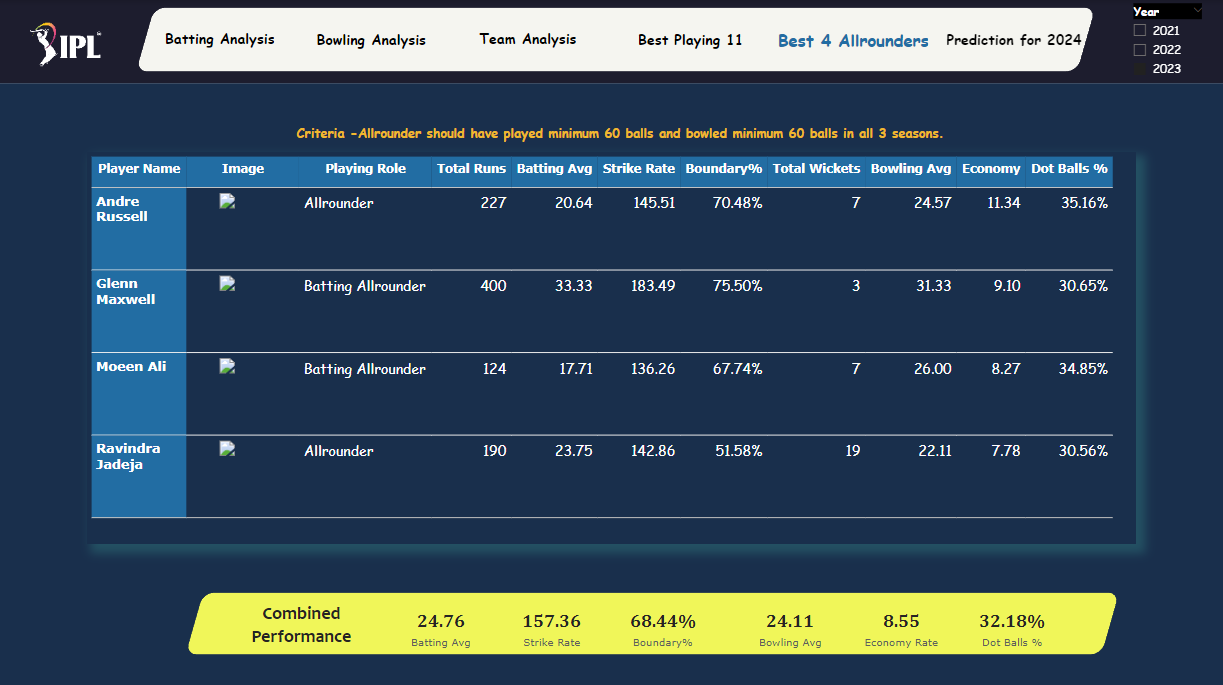 IPL
Batting Analysis
Bowling Analysis
Team Analysis
Best Playing 11
Best 4 Allrounders
Prediction for 2024
Year
2021
2022
2023
Criteria -Allrounder should have played minimum 60 balls and bowled minimum 60 balls in all 3 seasons.
Player Name Image Playing Role Total Runs Batting Avg Strike Rate Boundary% Total Wickets Bowling Avg Economy Dot Balls %
Andre
Russell
Allrounder 227 20.64 145.51 70.48% 7 24.57 11.34 35.16%
Glenn
Maxwell
Batting Allrounder 400 33.33 183.49 75.50% 3 31.33 9.10 30.65%
Moeen Ali
Batting Allrounder 124 17.71 136.26 67.74% 7 26.00 8.27 34.85%
Ravindra
Jadeja
Allrounder 190 23.75 142.86 51.58% 19 22.11 7.78 30.56%
Combined
Performance
24.76 157.36 68.44% 24.11 8.55 32.18%
Batting Avg Strike Rate Boundary% Bowling Avg Economy Rate Dot Balls %